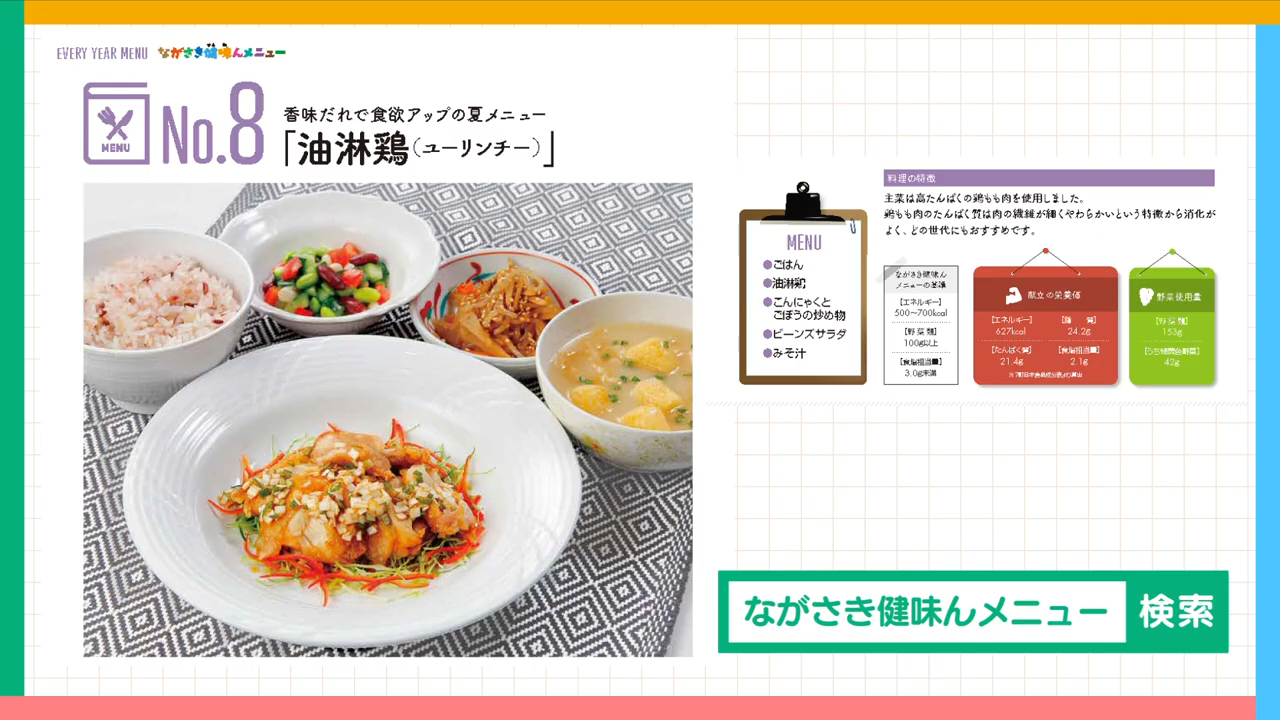 EVERY YEAR MENU ながさき健味んメニュー
MENU
No.8
香味だれで食欲アップの夏メニュー
「油淋鶏(ユーリンチー)」
料理の特徴
主菜は高たんぱくの鶏もも肉を使用しました。
鶏もも肉のたんぱく質は肉の繊維が細くやわらかいという特徴から消化が
よく、どの世代にもおすすめです。
MENU
●ごはん
●油淋鶏
●こんにゃくと
ごぼうの炒め物
●ビーンズサラダ
●みそ汁
ながさき健味ん
メニューの基準
【エネルギー】
500〜700kcal
【野菜類】
100g以上
【食塩相当量】
3.0g未満
献立の栄養価
【エネルギー】
627kcal
【脂 質】
24.2g
【たんぱく質】
21.4g
【食塩相当量】
2.1g
野菜使用量
【野菜類】
153g
【うち緑黄色野菜】
42g
ながさき健味んメニュー 検索